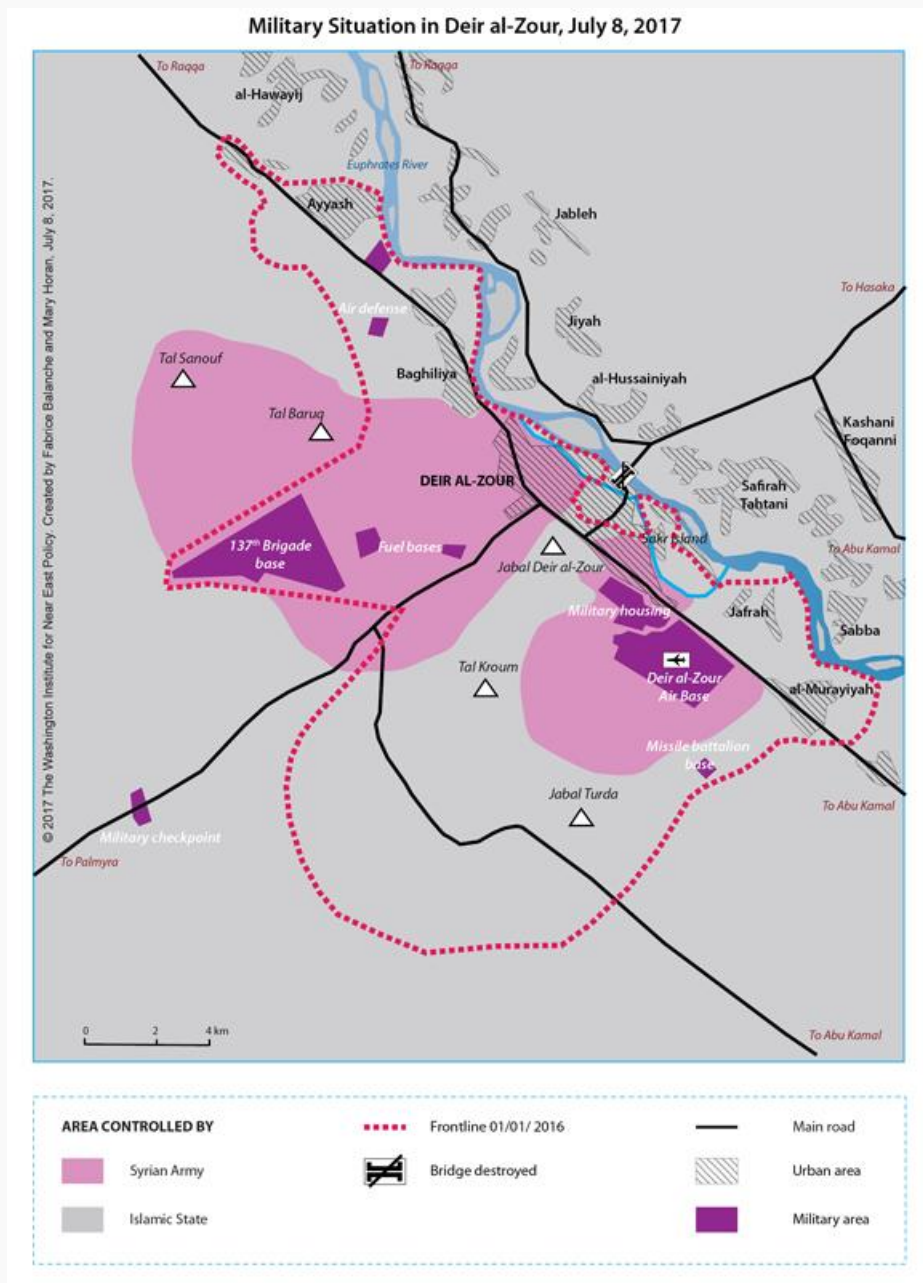 Military Situation in Deir al-Zour, July 8, 2017
To Raqqa
To Raqqa
al-Hawayij
Euphrates River
Ayyash
Jableh
To Hasaka
Air defense
Jiyah
Tal Sanouf
Baghiliya
al-Hussainiyah
Tal Baruq
Kashani
Foqanni
DEIR AL-ZOUR
Safirah
Tahtani
137th Brigade
base
Fuel bases
Sakr Island
To Abu Kamal
Jabal Deir al-Zour
Military housing
Jafrah
Sabba
Tal Kroum
Deir al-Zour
Air Base
al-Murayiyah
Missile battalion
base
Jabal Turda
To Abu Kamal
Military checkpoint
To Palmyra
To Abu Kamal
0 2 4 km
© 2017 The Washington Institute for Near East Policy. Created by Fabrice Balanche and Mary Horan, July 8, 2017.
AREA CONTROLLED BY
Syrian Army
Islamic State
Frontline 01/01/ 2016
Bridge destroyed
Main road
Urban area
Military area